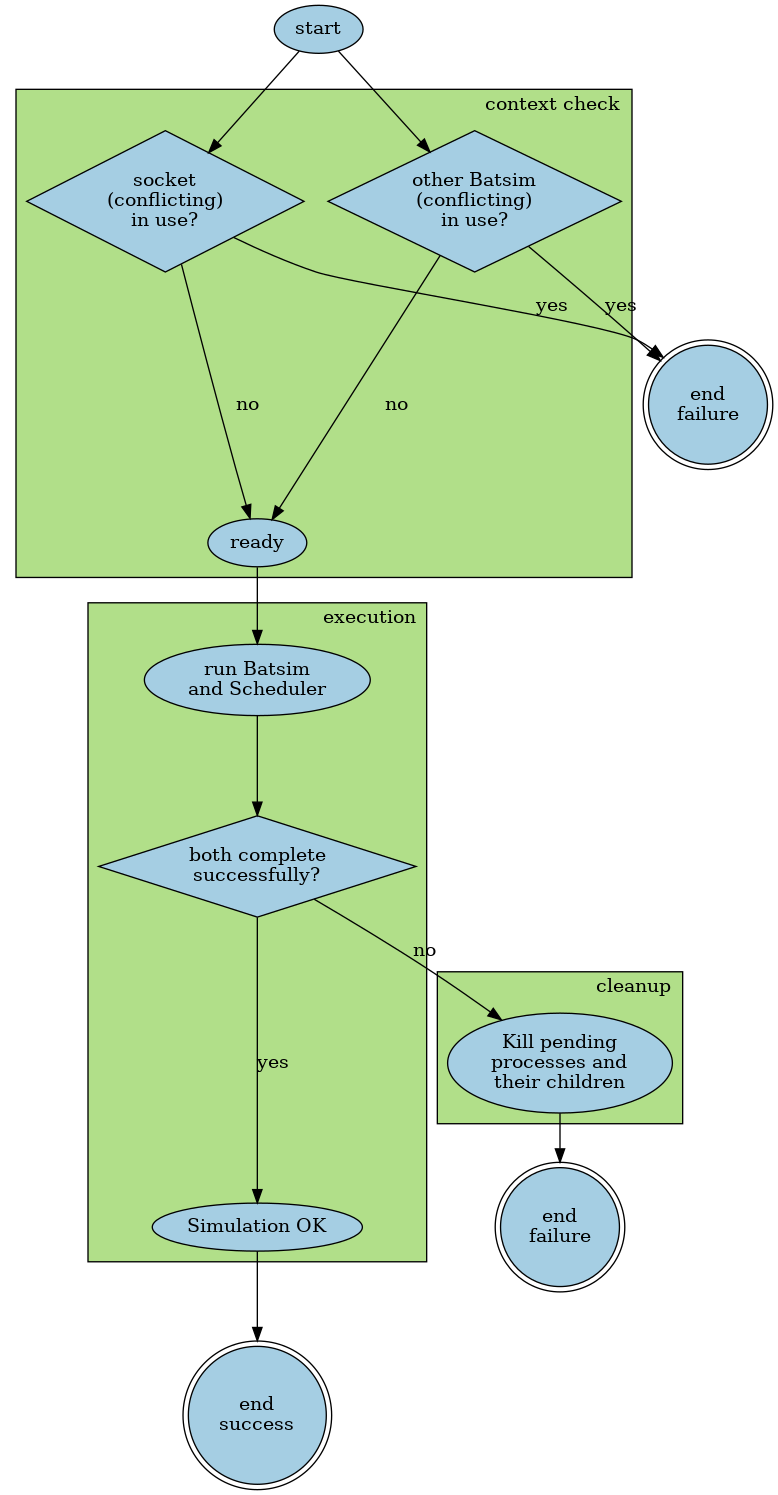 start
context check
socket
(conflicting)
in use?
other Batsim
(conflicting)
in use?
yes
yes
end
failure
no
no
ready
execution
run Batsim
and Scheduler
both complete
successfully?
no
cleanup
Kill pending
processes and
their children
yes
Simulation OK
end
failure
end
success